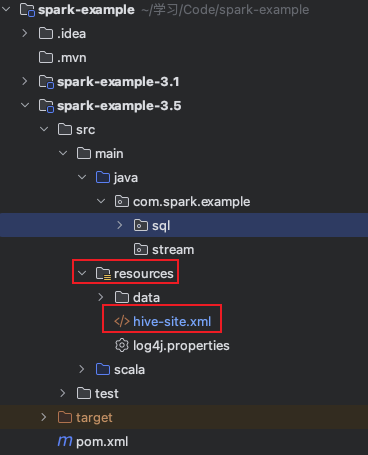 spark-example ~/学习/Code/spark-example
.idea
.mvn
spark-example-3.1
spark-example-3.5
src
main
java
com.spark.example
sql
stream
resources
data
hive-site.xml
log4j.properties
scala
test
target
pom.xml